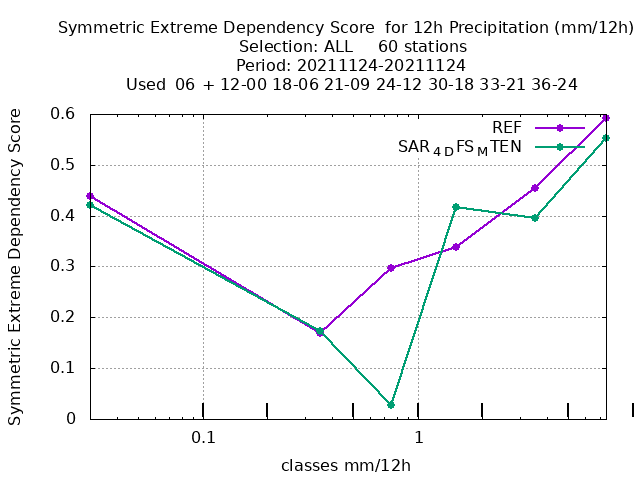 Symmetric Extreme Dependency Score  for 12h Precipitation (mm/12h)
Selection: ALL     60 stations
Period: 20211124-20211124
Used  06 + 12-00 18-06 21-09 24-12 30-18 33-21 36-24
Symmetric Extreme Dependency Score
0.6
0.5
0.4
0.3
0.2
0.1
0
REF
SAR4DFSMTEN
0.1
1
classes mm/12h